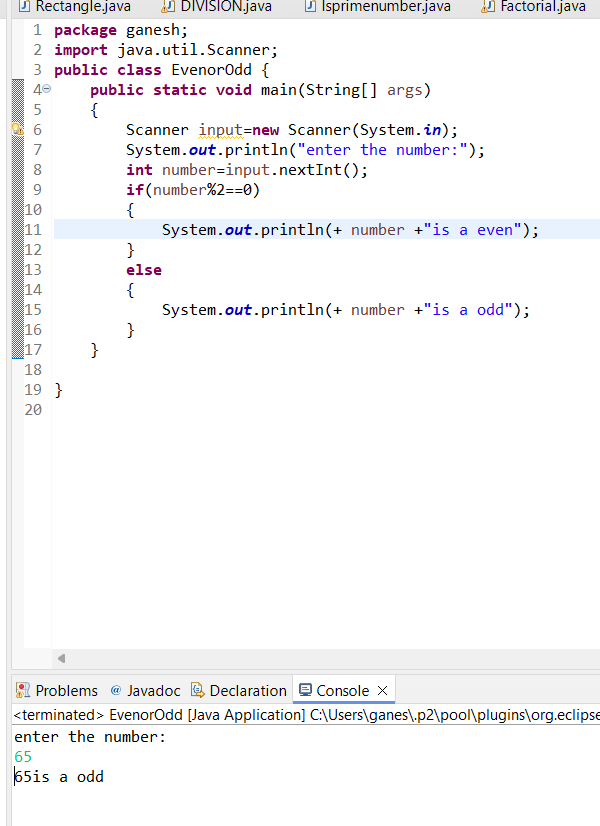 Rectangle.java DIVISION.java Isprimenumber.java Factorial.java
1 package ganesh;
2 import java.util.Scanner;
3 public class EvenorOdd {
4 public static void main(String[] args)
5 {
6 Scanner input=new Scanner(System.in);
7 System.out.println("enter the number:");
8 int number=input.nextInt();
9 if(number%2==0)
10 {
11 System.out.println(+ number +"is a even");
12 }
13 else
14 {
15 System.out.println(+ number +"is a odd");
16 }
17 }
18
19 }
20
Problems @ Javadoc Declaration Console
<terminated> EvenorOdd [Java Application] C:\Users\ganes\.p2\pool\plugins\org.eclipse
enter the number:
65
65is a odd